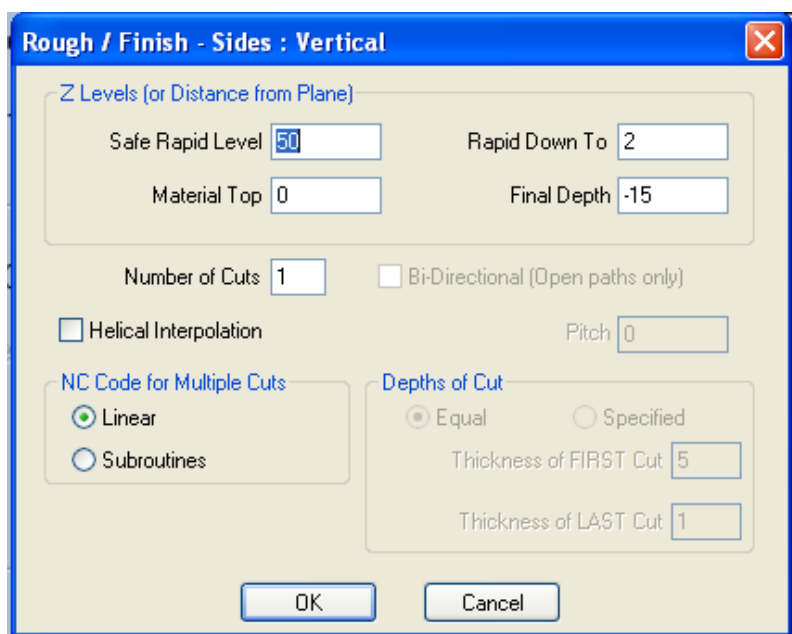 Rough / Finish - Sides : Vertical
Z Levels (or Distance from Plane)
Safe Rapid Level 50 Rapid Down To 2
Material Top 0 Final Depth -15
Number of Cuts 1 Bi-Directional (Open paths only)
Helical Interpolation Pitch 0
NC Code for Multiple Cuts Depths of Cut
Linear Equal Specified
Subroutines Thickness of FIRST Cut 5
Thickness of LAST Cut 1
OK Cancel